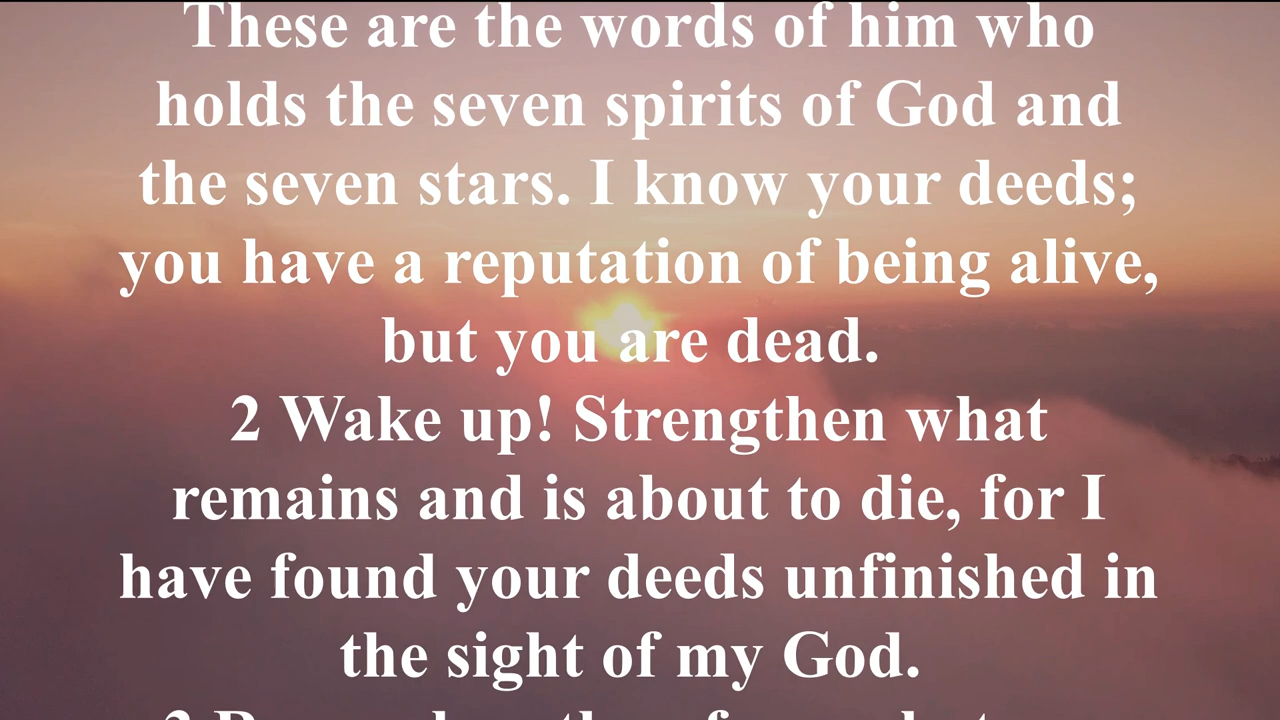 These are the words of him who
holds the seven spirits of God and
the seven stars. I know your deeds;
you have a reputation of being alive,
but you are dead.
2 Wake up! Strengthen what
remains and is about to die, for I
have found your deeds unfinished in
the sight of my God.